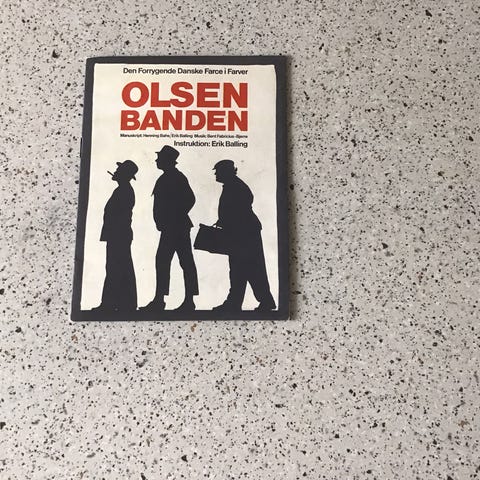 Den Forrygende Danske Farce i Farver
OLSEN
BANDEN
Manuskript: Henning Bahs/Erik Balling Musik: Bent Fabricius-Bjerre
Instruktion: Erik Balling